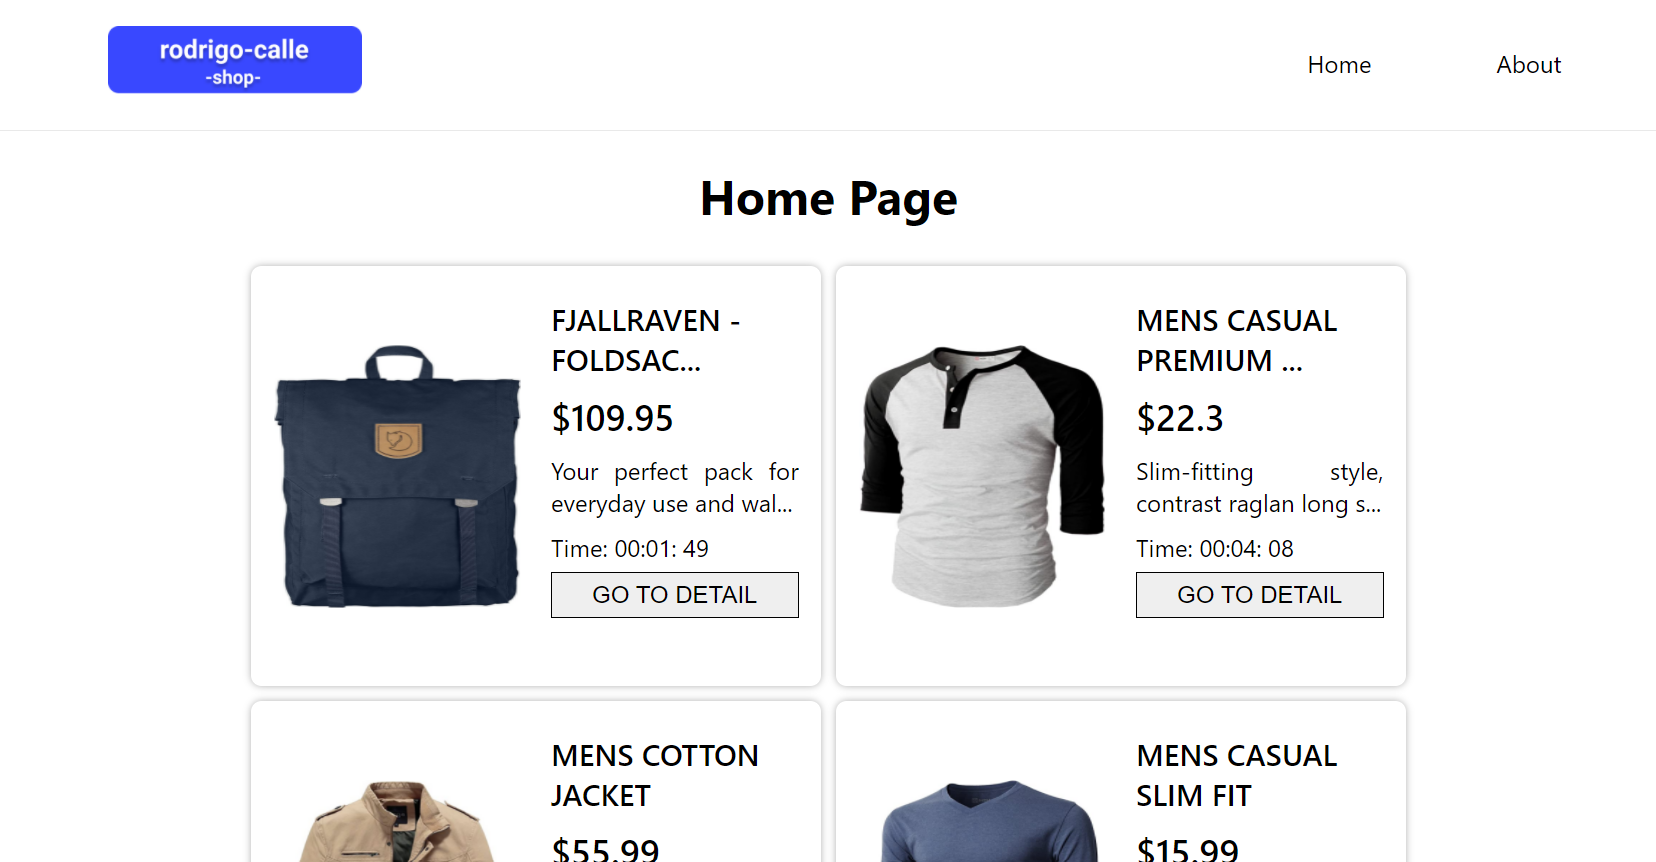 rodrigo-calle
-shop-
Home
About
Home Page
FJALLRAVEN -
FOLDSAC...
$109.95
Your perfect pack for
everyday use and wal...
Time: 00:01: 49
GO TO DETAIL
MENS CASUAL
PREMIUM ...
$22.3
Slim-fitting style,
contrast raglan long s...
Time: 00:04: 08
GO TO DETAIL
MENS COTTON
JACKET
$55.99
MENS CASUAL
SLIM FIT
$15.99